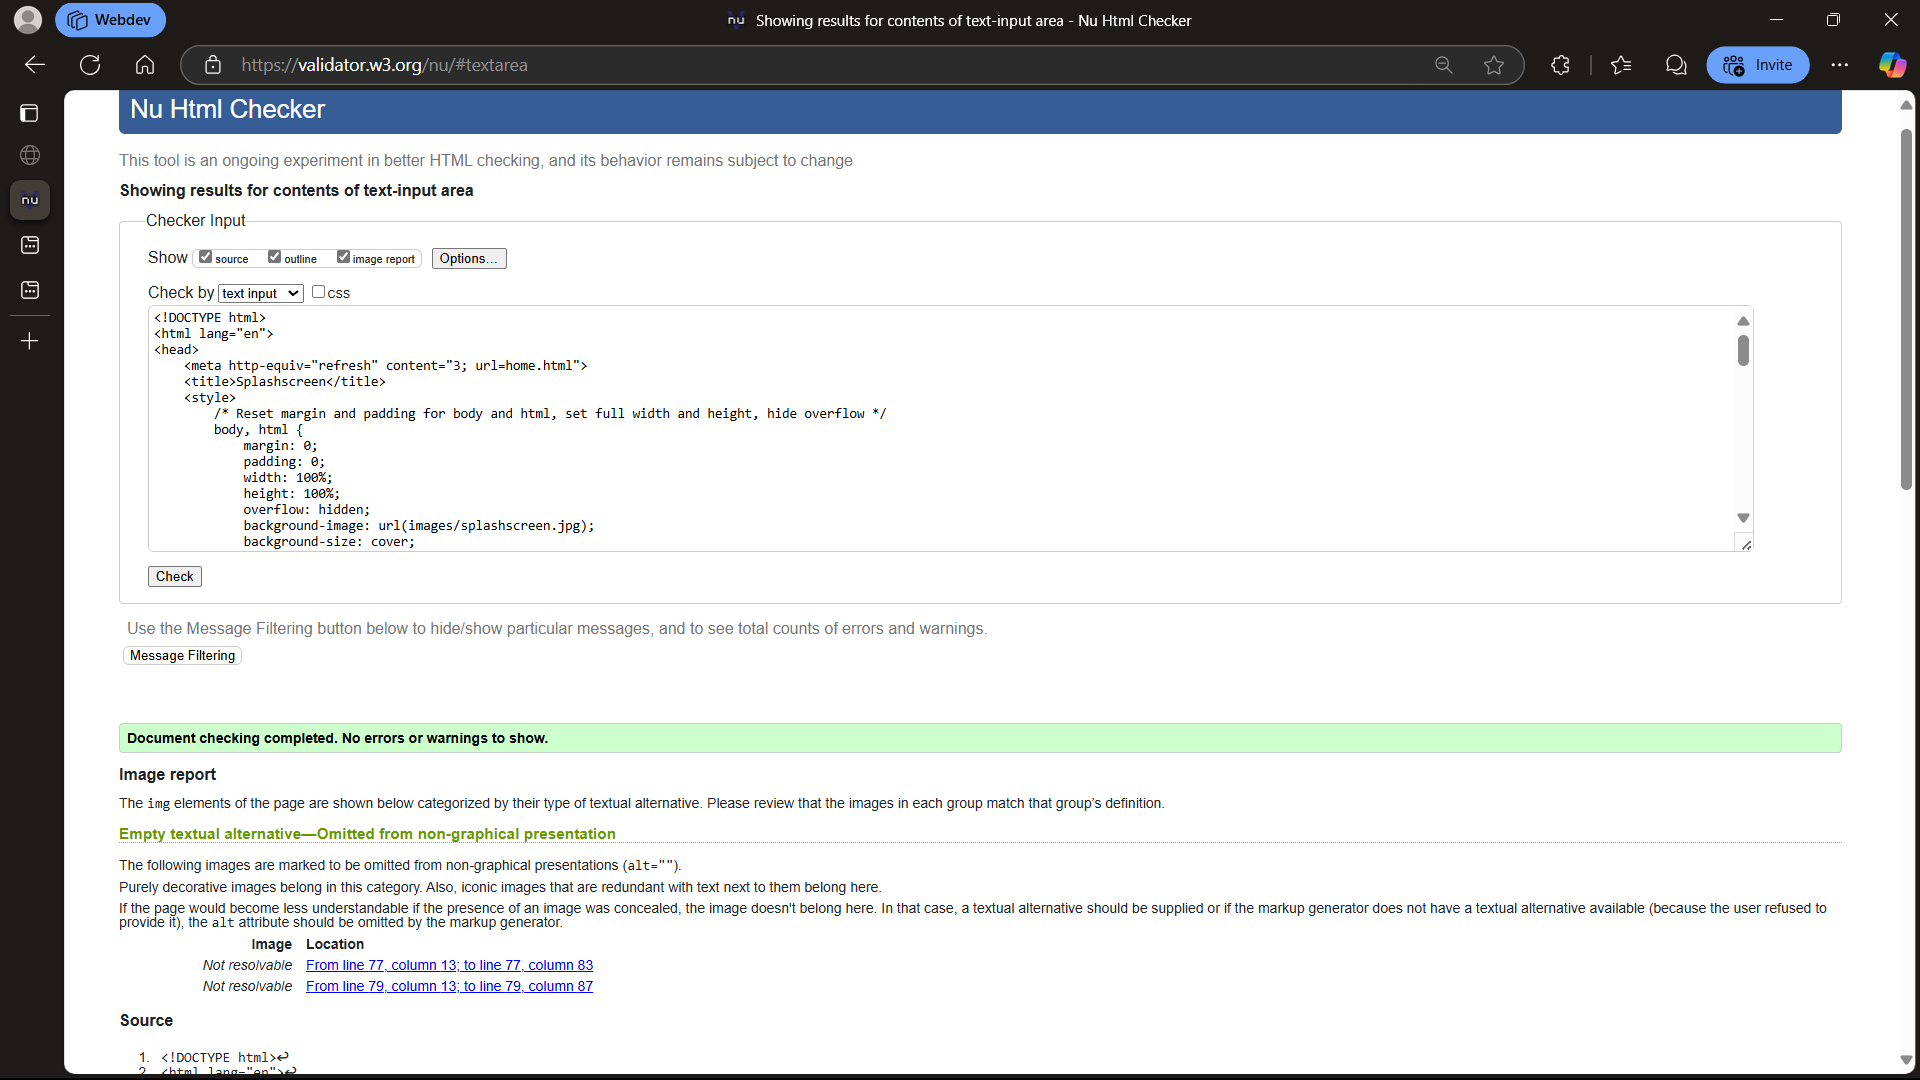 Webdev
nu Showing results for contents of text-input area - Nu Html Checker
https://validator.w3.org/nu/#textarea
Invite
nu
Nu Html Checker
This tool is an ongoing experiment in better HTML checking, and its behavior remains subject to change
Showing results for contents of text-input area
Checker Input
Show source outline image report Options...
Check by text input css
<!DOCTYPE html>
<html lang="en">
<head>
    <meta http-equiv="refresh" content="3; url=home.html">
    <title>Splashscreen</title>
    <style>
        /* Reset margin and padding for body and html, set full width and height, hide overflow */
        body, html {
            margin: 0;
            padding: 0;
            width: 100%;
            height: 100%;
            overflow: hidden;
            background-image: url(images/splashscreen.jpg);
            background-size: cover;
Check
Use the Message Filtering button below to hide/show particular messages, and to see total counts of errors and warnings.
Message Filtering
Document checking completed. No errors or warnings to show.
Image report
The img elements of the page are shown below categorized by their type of textual alternative. Please review that the images in each group match that group's definition.
Empty textual alternative—Omitted from non-graphical presentation
The following images are marked to be omitted from non-graphical presentations (alt="").
Purely decorative images belong in this category. Also, iconic images that are redundant with text next to them belong here.
If the page would become less understandable if the presence of an image was concealed, the image doesn't belong here. In that case, a textual alternative should be supplied or if the markup generator does not have a textual alternative available (because the user refused to
provide it), the alt attribute should be omitted by the markup generator.
Image Location
Not resolvable From line 77, column 13; to line 77, column 83
Not resolvable From line 79, column 13; to line 79, column 87
Source
1. <!DOCTYPE html>↩
2. <html lang="en">↩